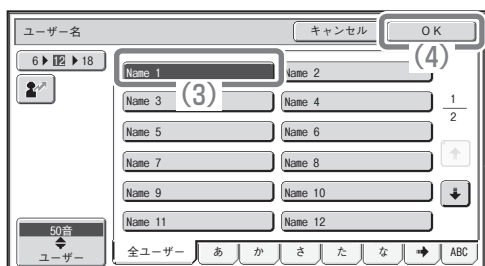 ユーザー名
キャンセル
OK
(4)
6 12 18
Name 1
Name 2
(3)
Name 3
Name 4
1
2
Name 5
Name 6
Name 7
Name 8
Name 9
Name 10
Name 11
Name 12
50音
ユーザー
全ユーザー あ か さ た な ABC